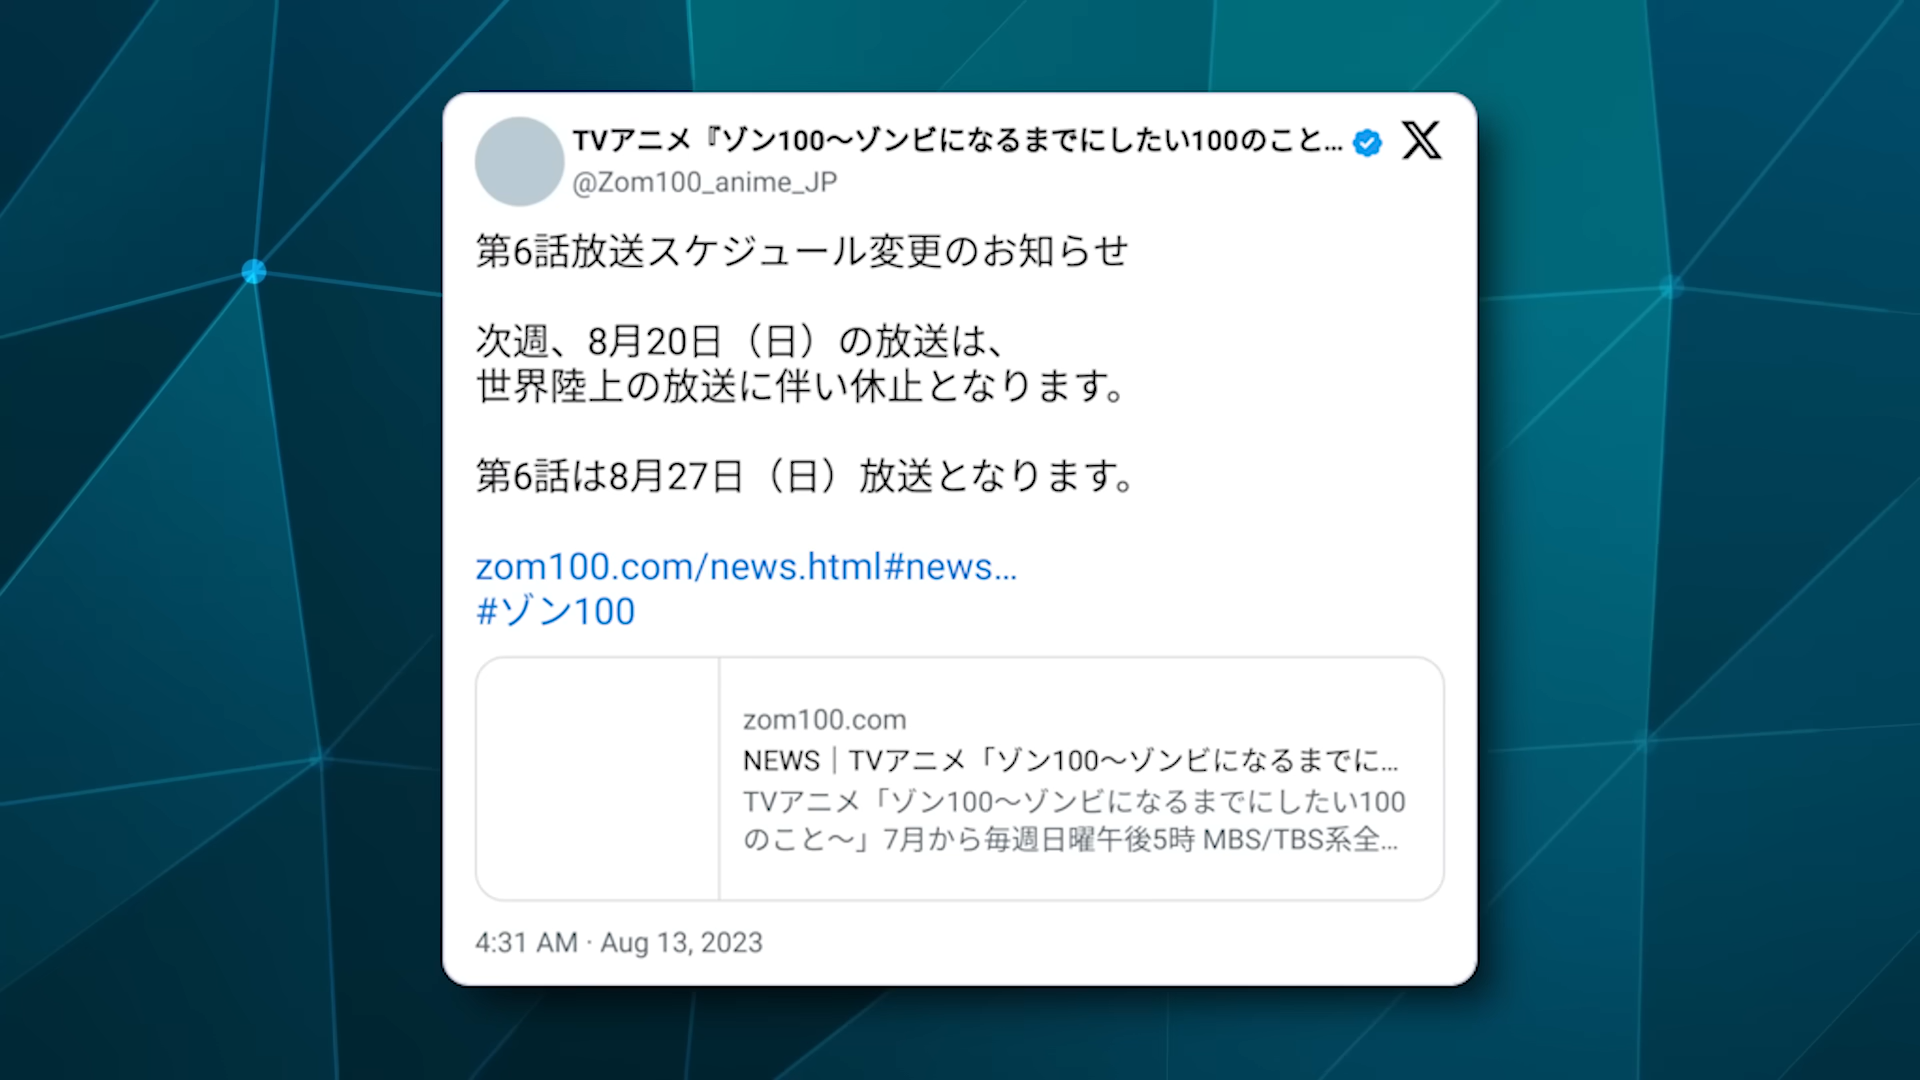 TVアニメ『ゾン100〜ゾンビになるまでにしたい100のこと...
@Zom100_anime_JP
第6話放送スケジュール変更のお知らせ
次週、8月20日（日）の放送は、
世界陸上の放送に伴い休止となります。
第6話は8月27日（日）放送となります。
zom100.com/news.html#news...
#ゾン100
zom100.com
NEWS｜TVアニメ「ゾン100〜ゾンビになるまでに...
TVアニメ「ゾン100〜ゾンビになるまでにしたい100
のこと〜」7月から毎週日曜午後5時 MBS/TBS系全...
4:31 AM · Aug 13, 2023